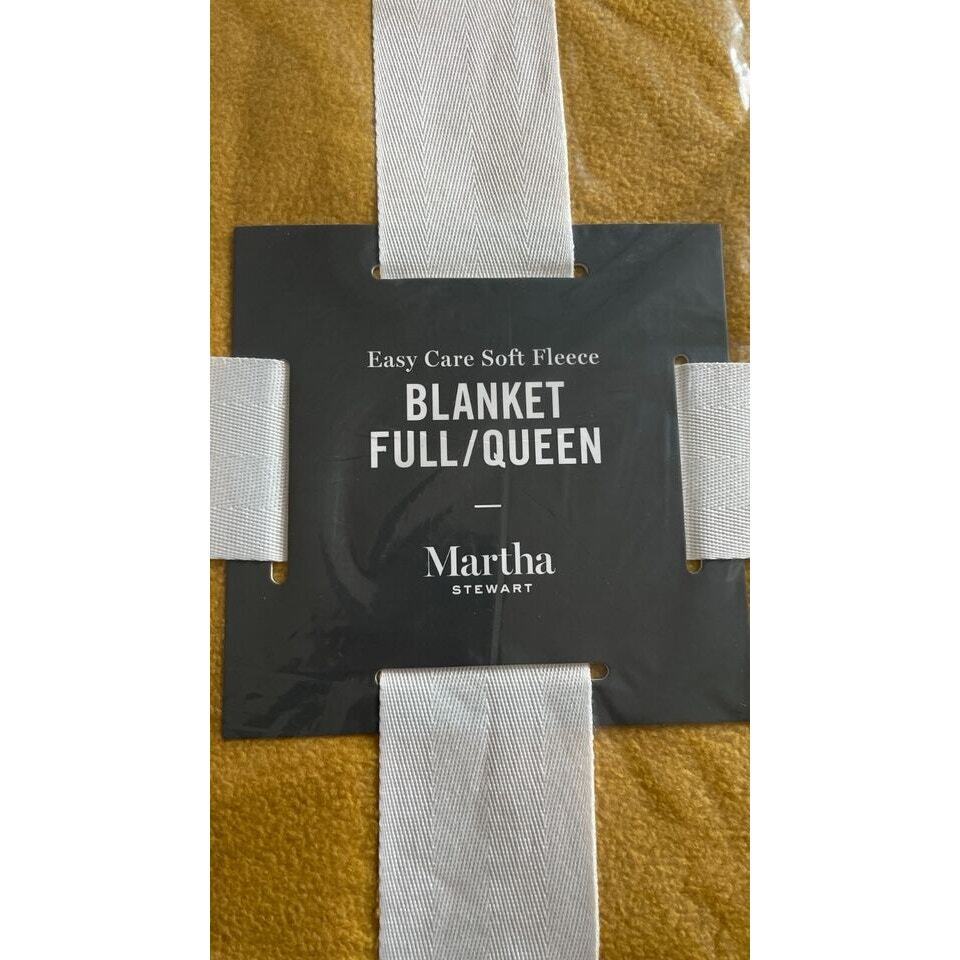 Easy Care Soft Fleece
BLANKET
FULL/QUEEN
Martha
STEWART